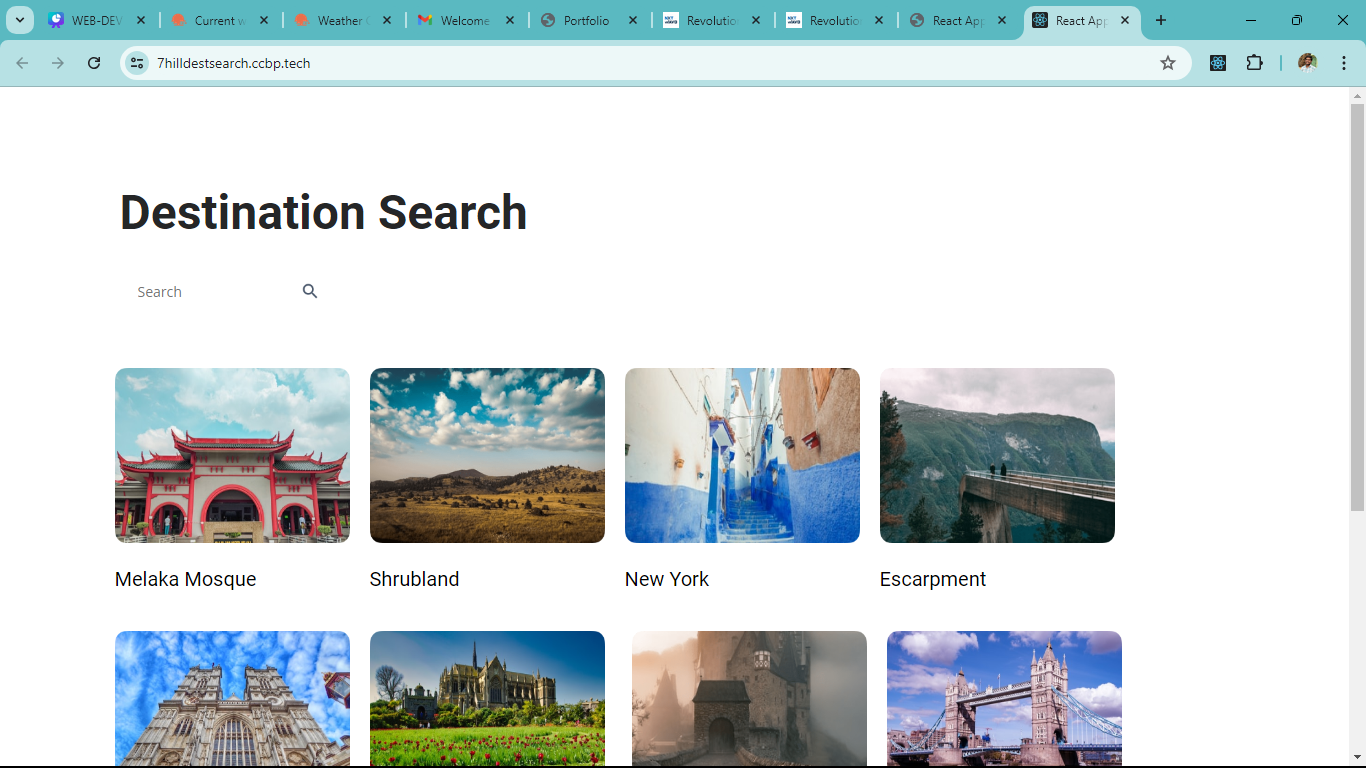 WEB-DEV
Current w
Weather C
Welcome
Portfolio
Revolutio
Revolutio
React App
React App
7hilldestsearch.ccbp.tech
Destination Search
Search
Melaka Mosque
Shrubland
New York
Escarpment